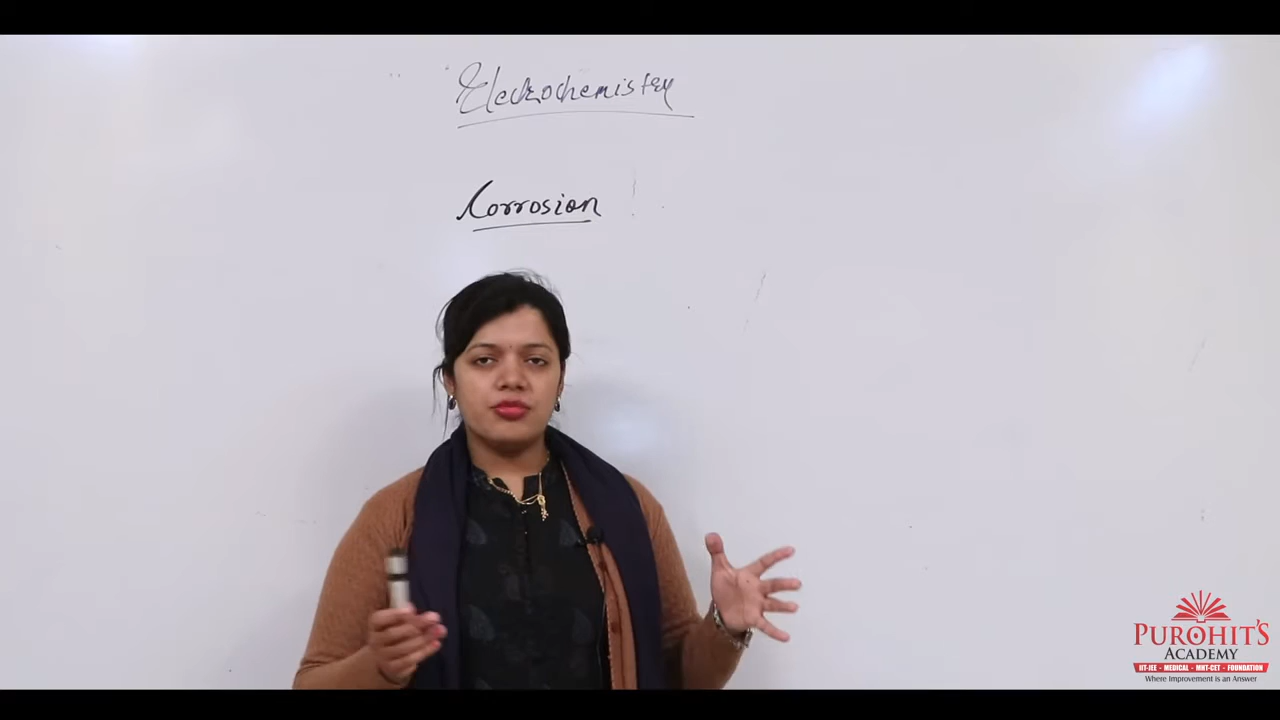 Electrochemistry
Corrosion
PUROHIT'S
ACADEMY
IIT-JEE - MEDICAL - MHT-CET - FOUNDATION
Where Improvement is an Answer